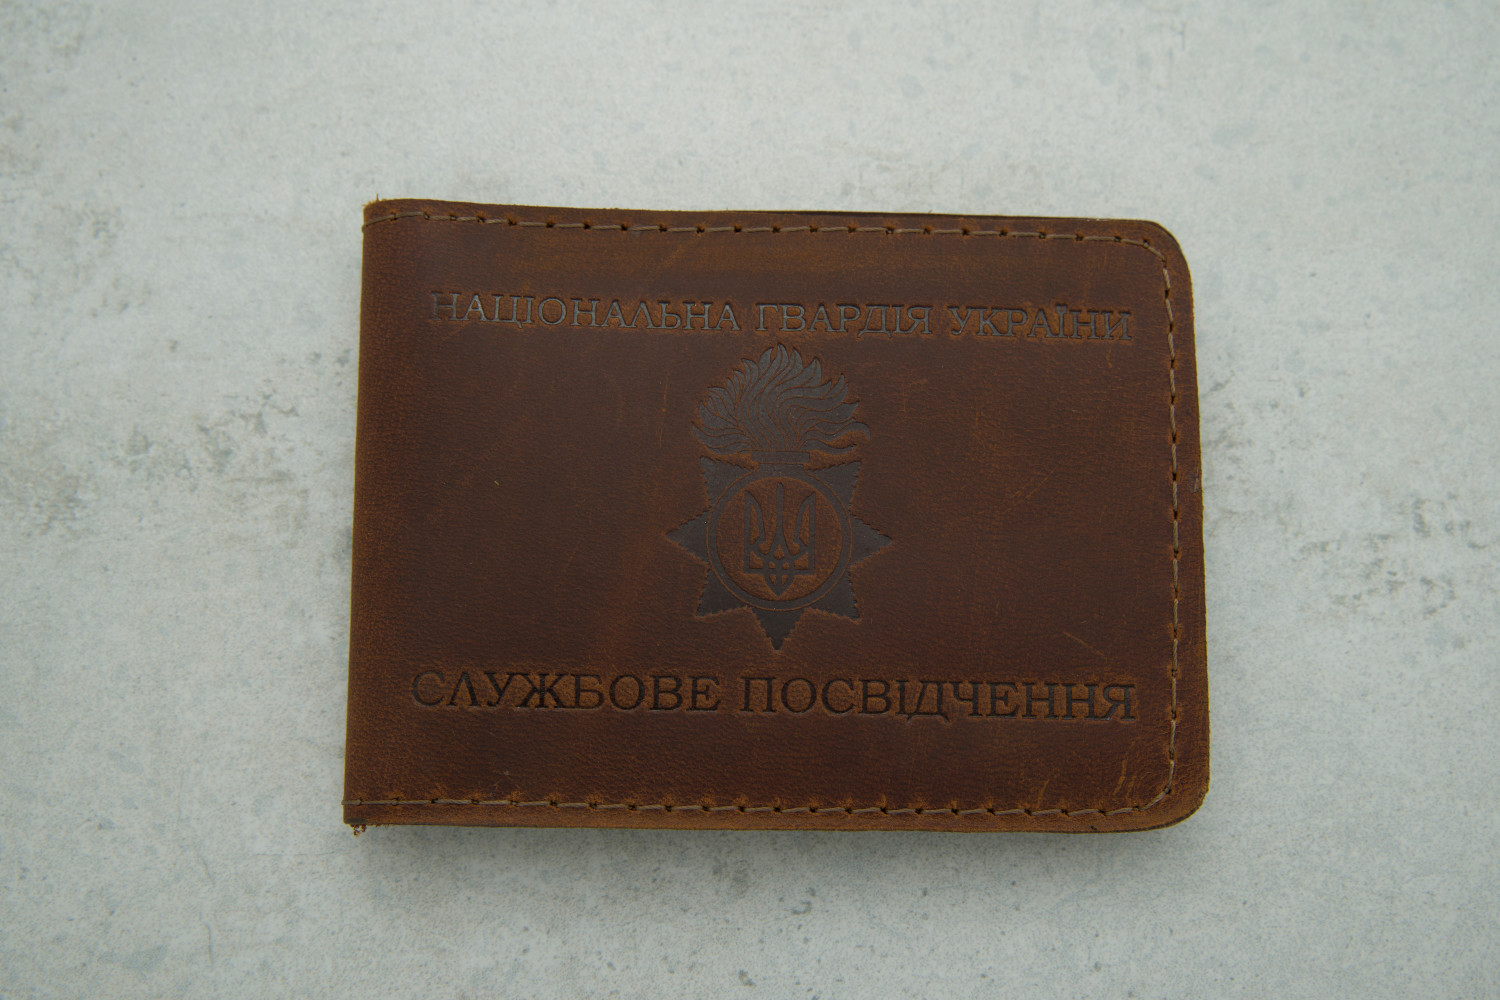 НАЦІОНАЛЬНА ГВАРДІЯ УКРАЇНИ
СЛУЖБОВЕ ПОСВІДЧЕННЯ